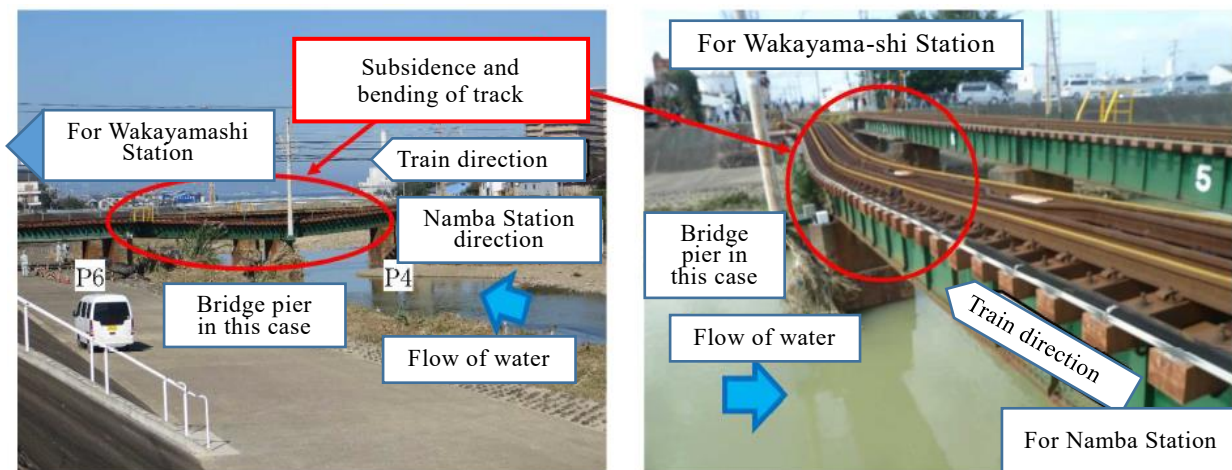 Subsidence and
bending of track
For Wakayamashi
Station
Train direction
Namba Station
direction
P6
P4
Bridge pier
in this case
Flow of water
For Wakayama-shi Station
5
Bridge
pier in
this case
Flow of water
Train direction
For Namba Station